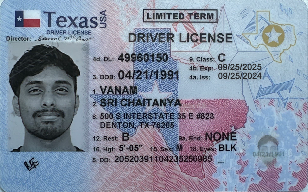 Texas USA
DRIVER LICENSE
Director:
LIMITED TERM
DRIVER LICENSE
4d. DL: 49960150 9. Class: C
4b. Exp: 09/25/2025
3. DOB: 04/21/1991 4a. Iss: 09/25/2024
1. VANAM
2. SRI CHAITANYA
8. 500 S INTERSTATE 35 E #823
DENTON, TX 76205
12. Rest: B 9a. End: NONE
16. Hgt: 5'-05" 15. Sex: M 18. Eyes: BLK
5. DD: